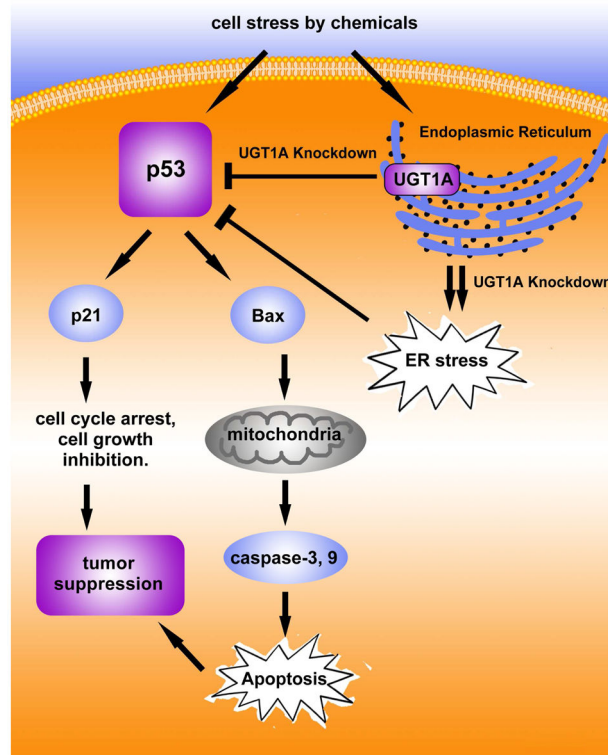 cell stress by chemicals
Endoplasmic Reticulum
UGT1A Knockdown
p53
UGT1A
UGT1A Knockdown
p21
Bax
ER stress
cell cycle arrest,
cell growth
inhibition.
mitochondria
tumor
suppression
caspase-3, 9
Apoptosis